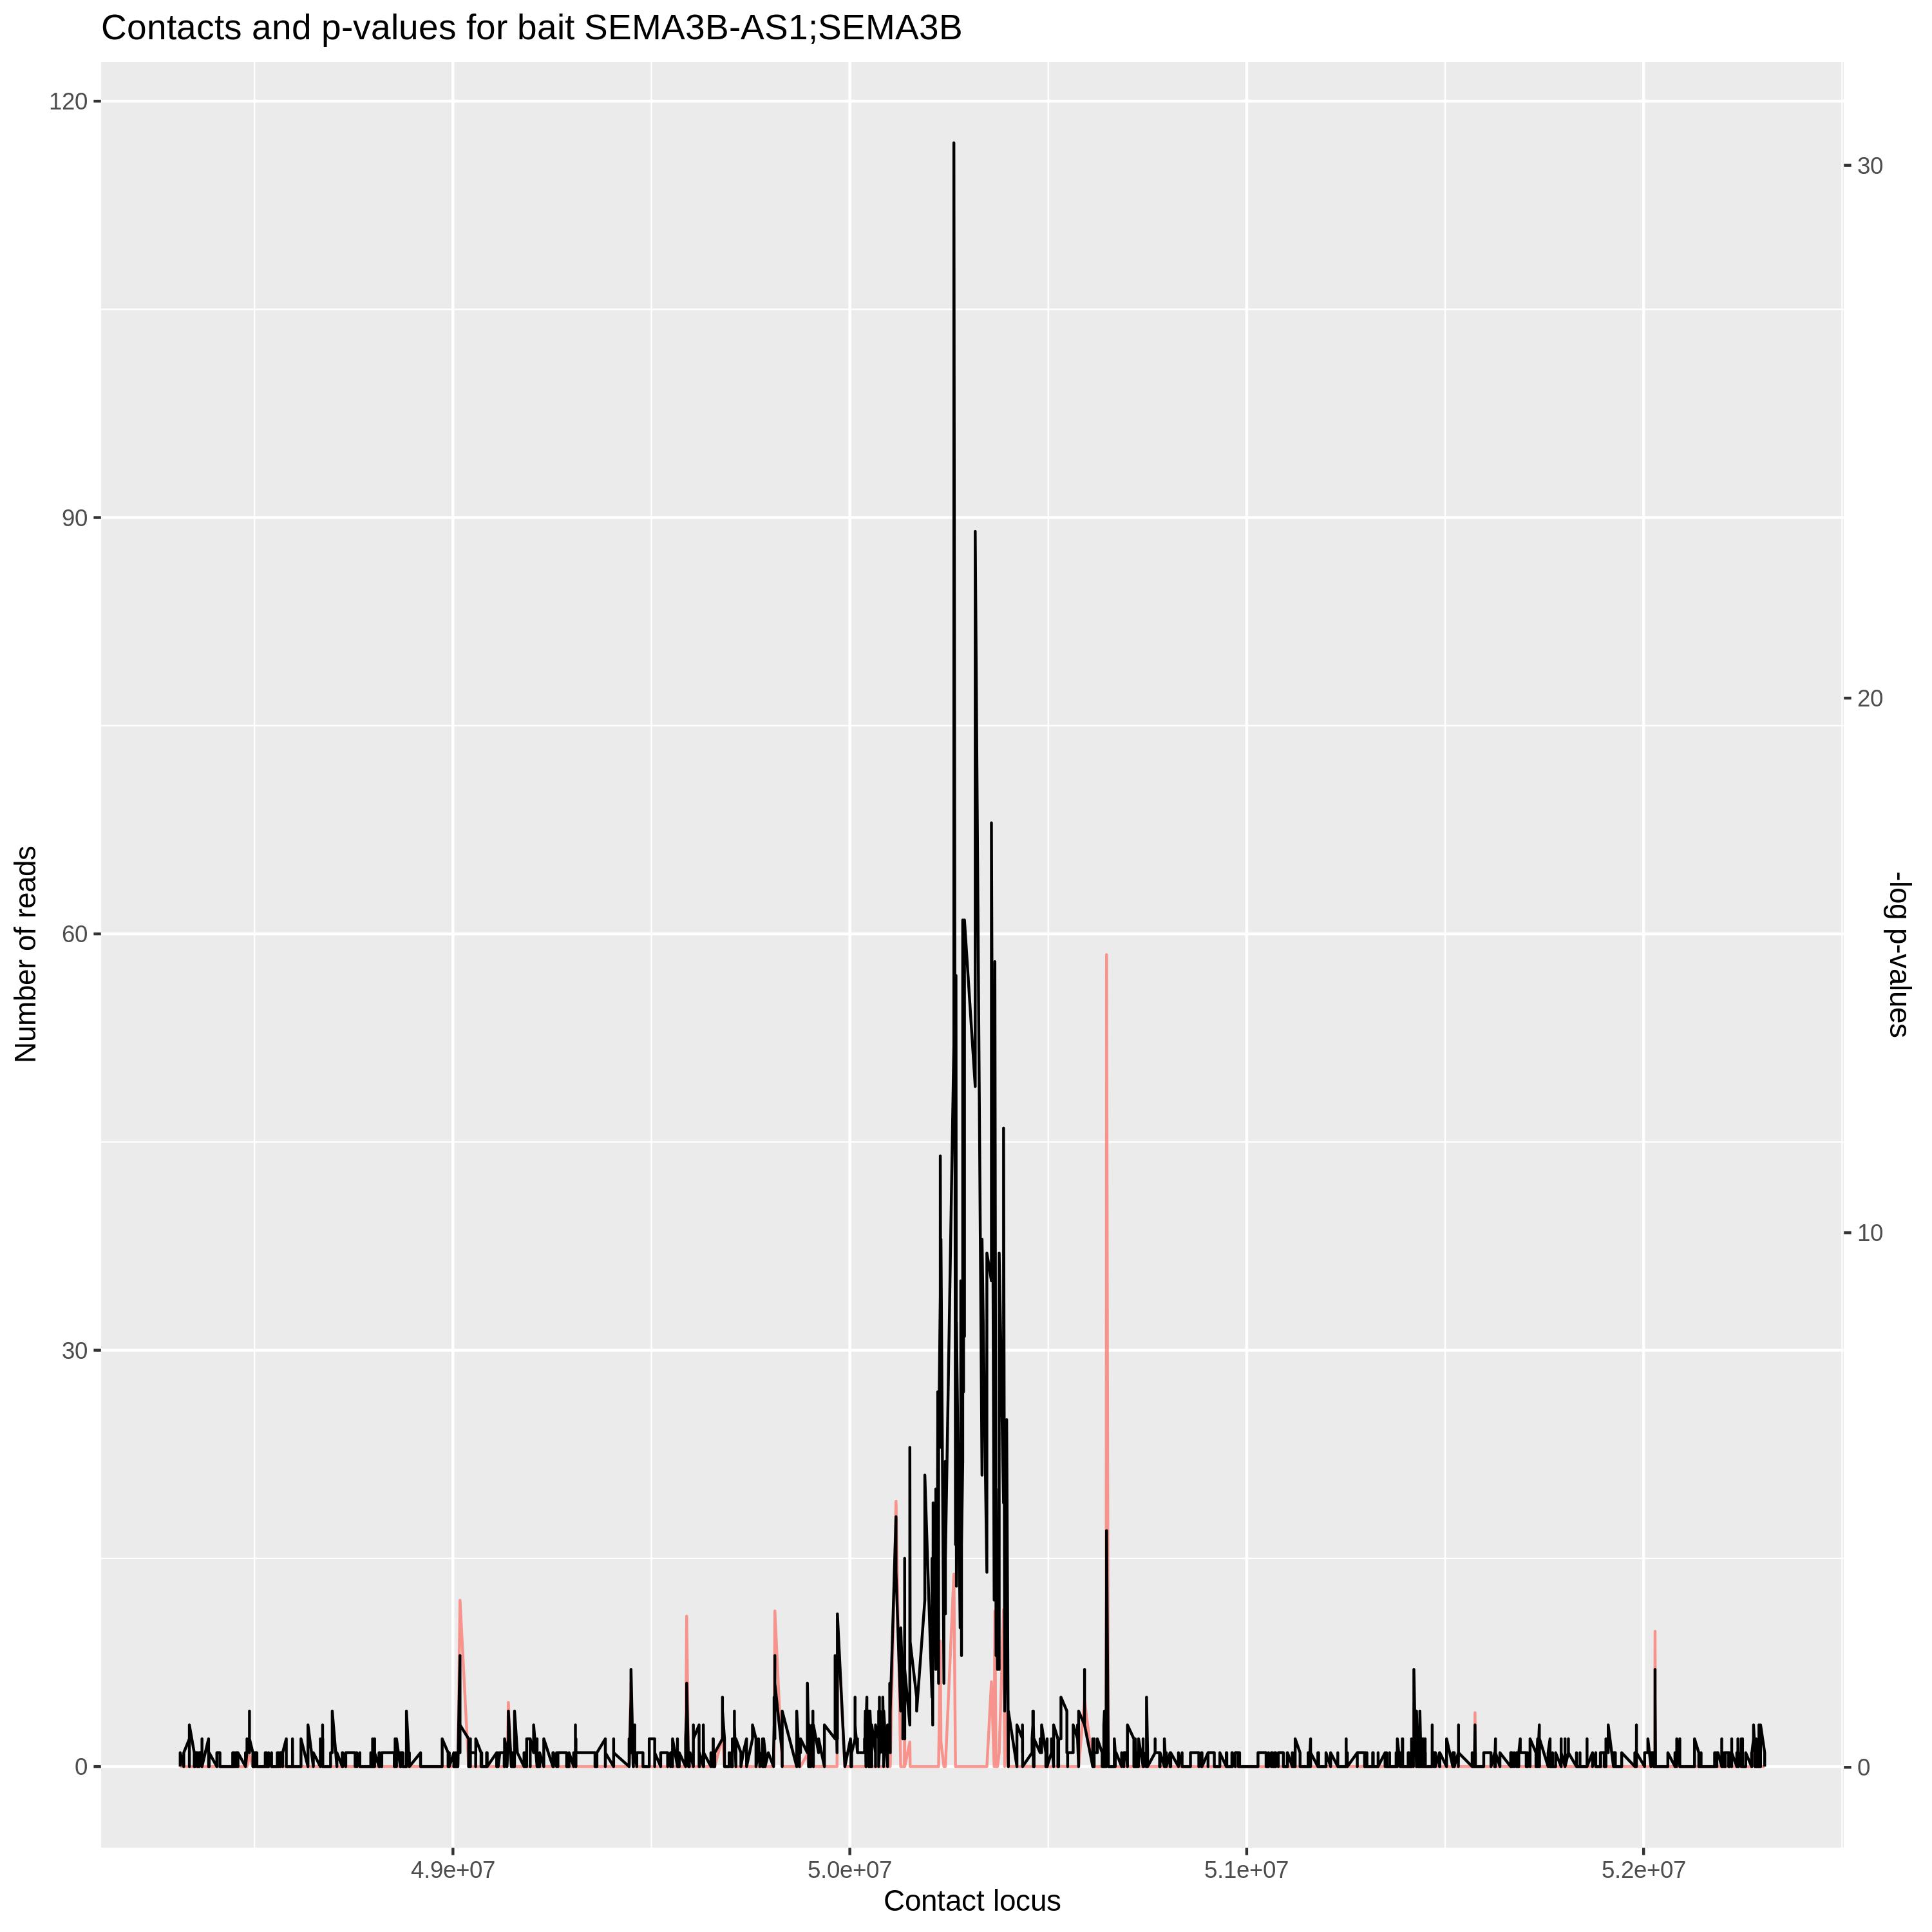 Contacts and p-values for bait SEMA3B-AS1;SEMA3B
120
90
60
30
0
Number of reads
30
20
10
0
-log p-values
4.9e+07
5.0e+07
5.1e+07
5.2e+07
Contact locus